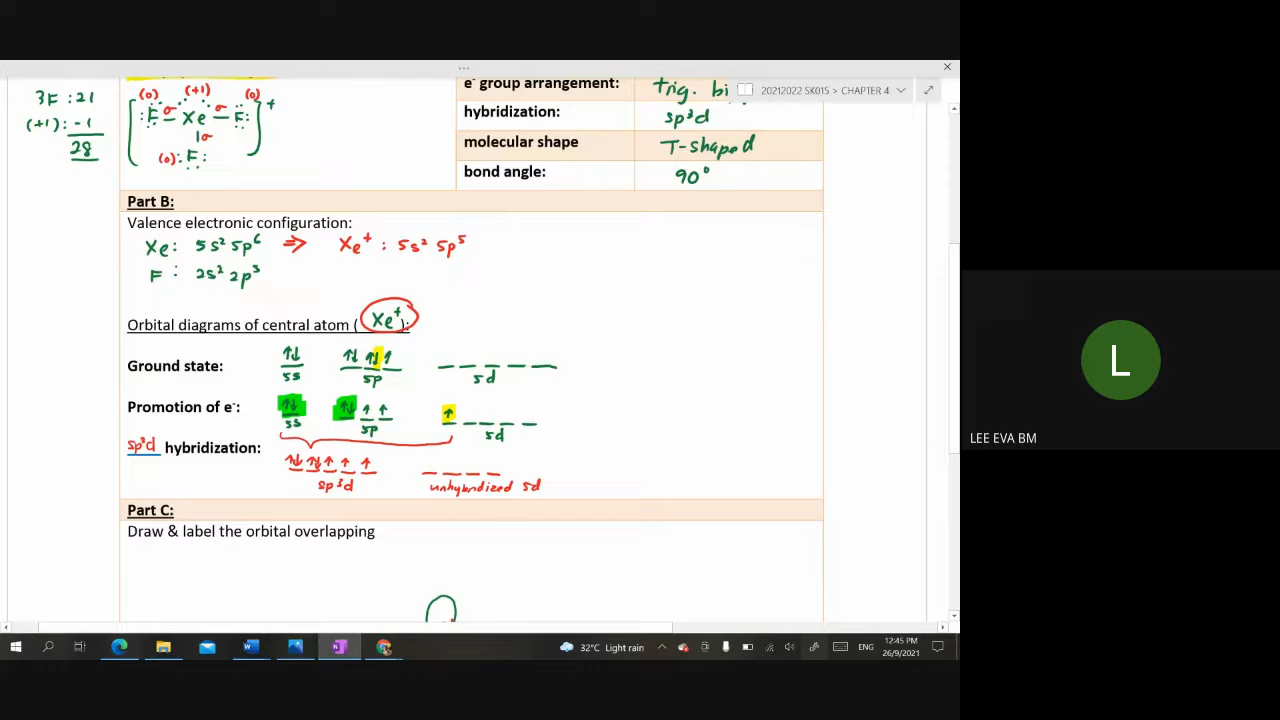 3F : 21
(+1) : -1
28
(0) (+1) (0)
: F σ Xe σ F : +
1σ
(0) : F :
e⁻ group arrangement: trig. bi
20212022 SK015 > CHAPTER 4
hybridization: sp³d
molecular shape T-shaped
bond angle: 90°
Part B:
Valence electronic configuration:
Xe : 5s² 5p⁶ ⇒ Xe⁺ : 5s² 5p⁵
F : 2s² 2p⁵
Orbital diagrams of central atom ( Xe⁺ ):
Ground state: ↑↓ ↑↓ ↑↓ ↑
5s 5p 5d
Promotion of e⁻: ↑↓ ↑↓ ↑ ↑ ↑
5s 5p 5d
sp³d hybridization:
↑↓ ↑↓ ↑ ↑ ↑
sp³d unhybridized 5d
Part C:
Draw & label the orbital overlapping
L
LEE EVA BM
32°C Light rain
ENG
12:45 PM
26/9/2021